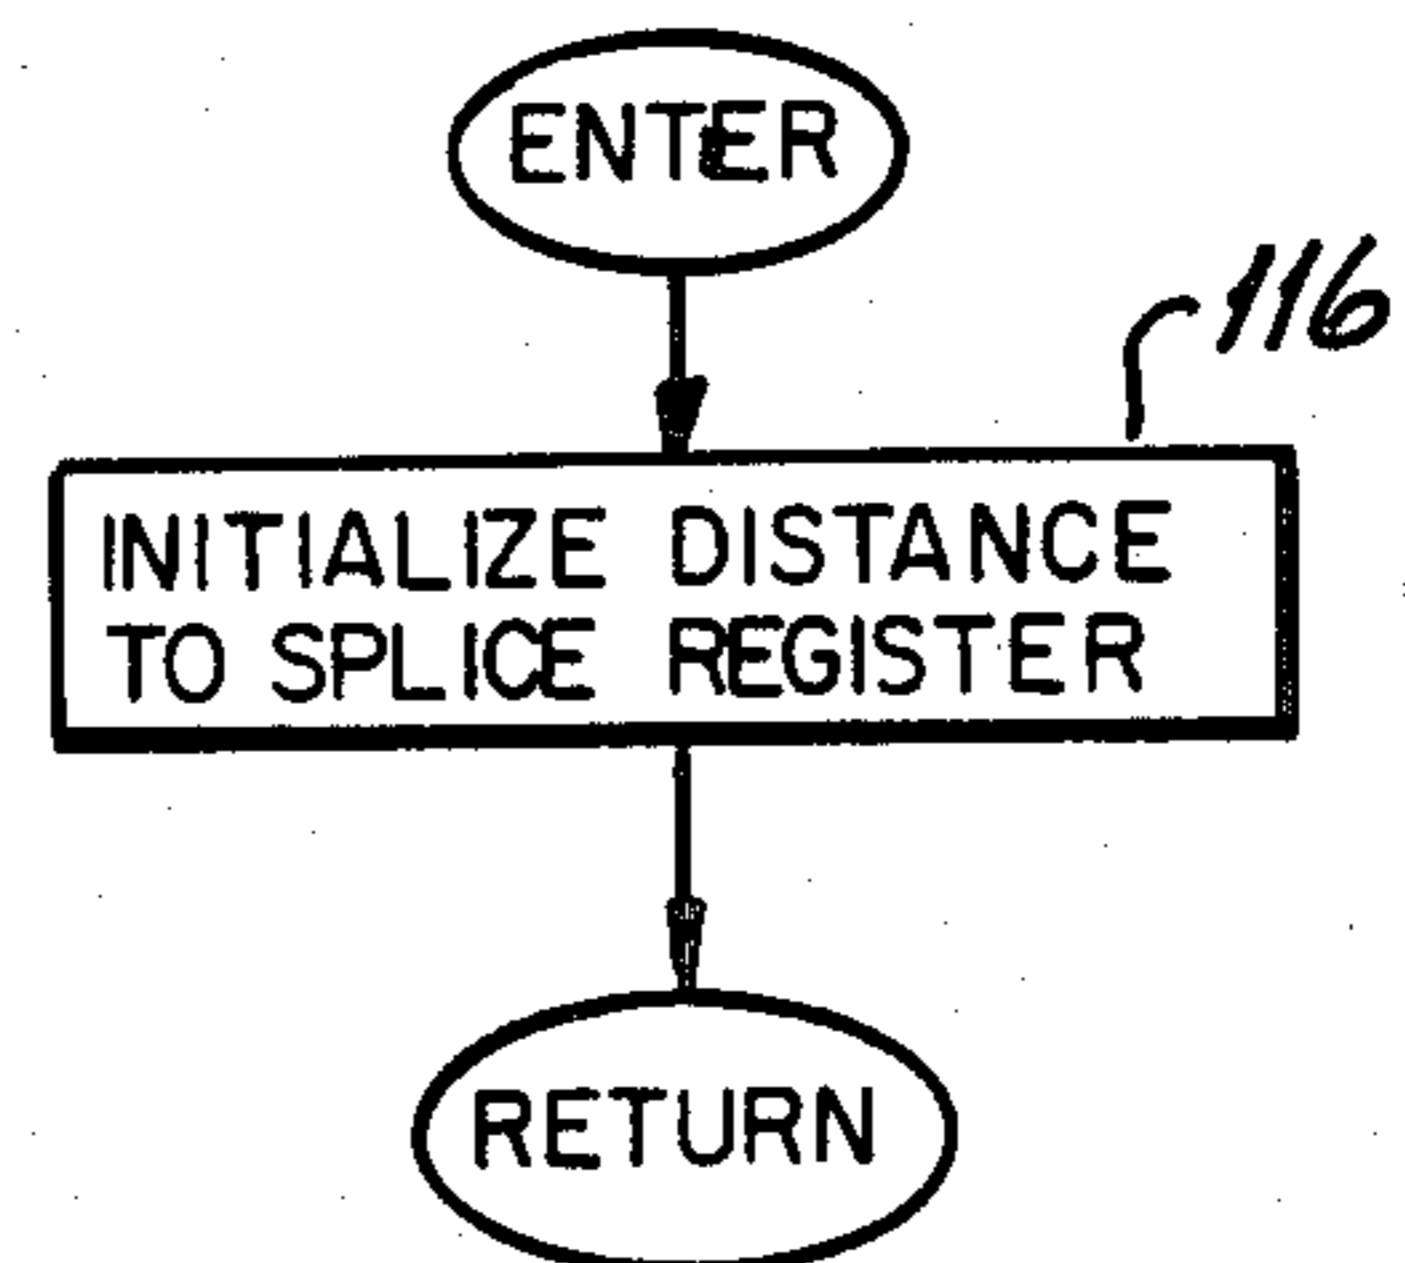 ENTER
116
INITIALIZE DISTANCE
TO SPLICE REGISTER
RETURN